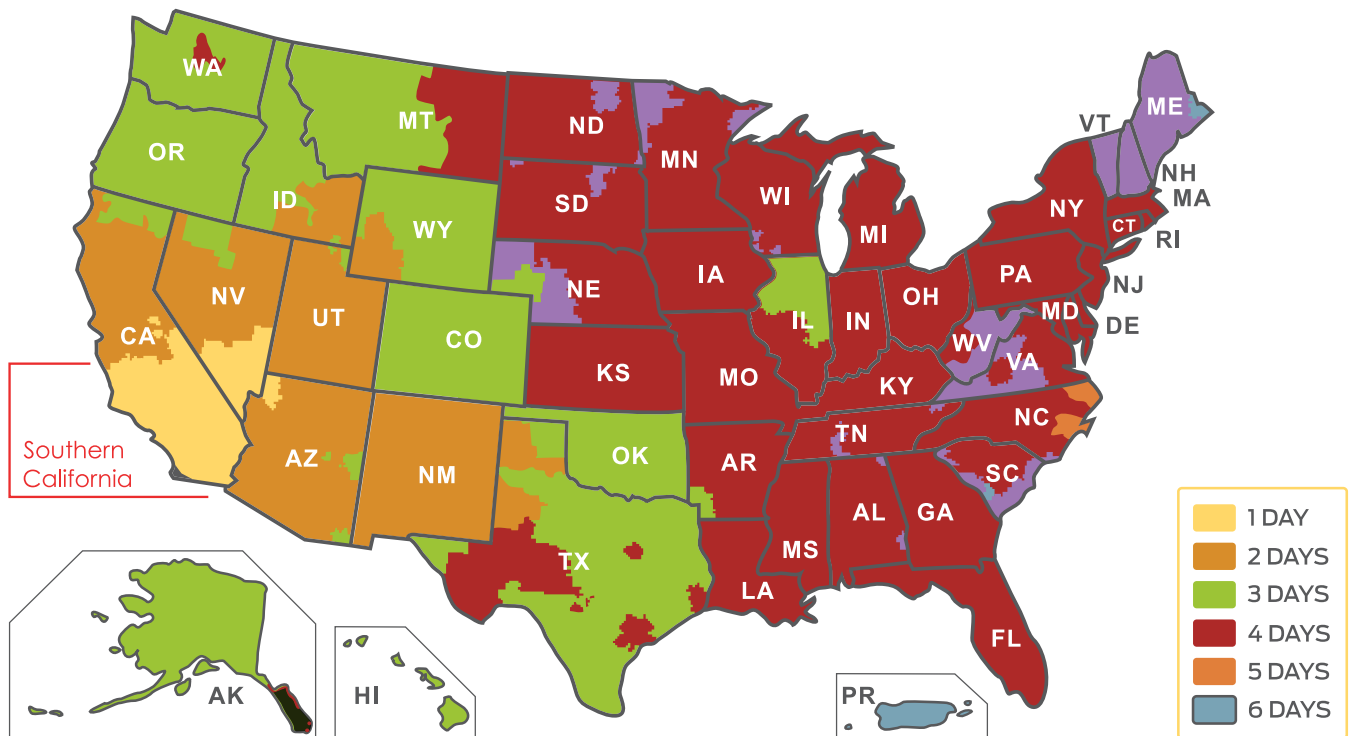 WA
OR
MT
ID
WY
ND
SD
MN
NE
WI
MI
IA
NV
UT
CO
CA
KS
MO
IL
IN
OH
KY
WV
VA
PA
NY
VT
ME
NH
MA
CT
RI
NJ
MD
DE
AZ
NM
OK
TX
AR
LA
MS
AL
GA
TN
NC
SC
FL
Southern
California
AK
HI
PR
1 DAY
2 DAYS
3 DAYS
4 DAYS
5 DAYS
6 DAYS